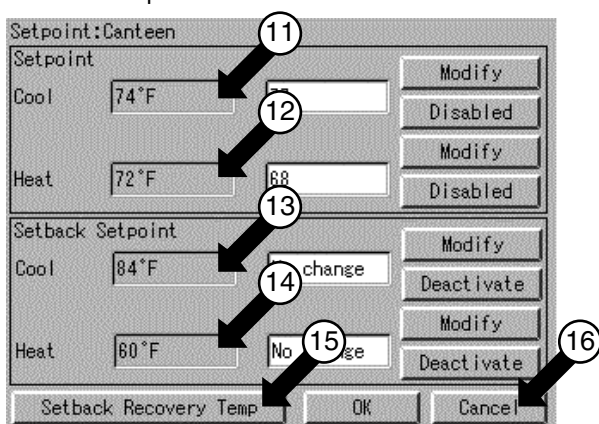 Setpoint:Canteen
11
Setpoint
Modify
Cool 74°F
Disabled
12
Modify
Heat 72°F 68
Disabled
13
Setback Setpoint
Modify
Cool 84°F change
Deactivate
14
Modify
15
16
Heat 60°F No
Deactivate
Setback Recovery Temp OK Cancel